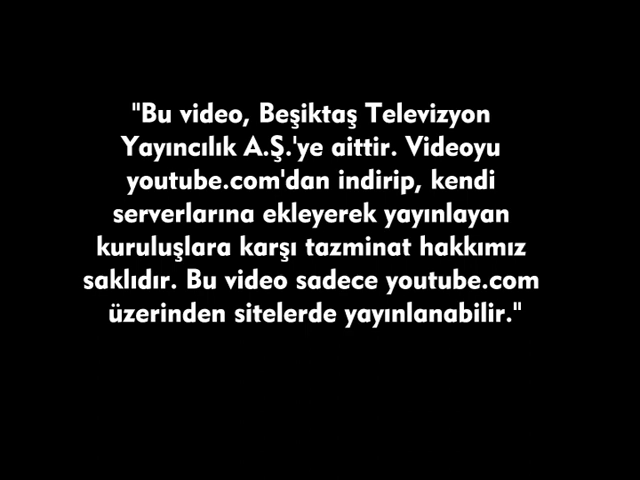 "Bu video, Beşiktaş Televizyon
Yayıncılık A.Ş.'ye aittir. Videoyu
youtube.com'dan indirip, kendi
serverlarına ekleyerek yayınlayan
kuruluşlara karşı tazminat hakkımız
saklıdır. Bu video sadece youtube.com
üzerinden sitelerde yayınlanabilir."